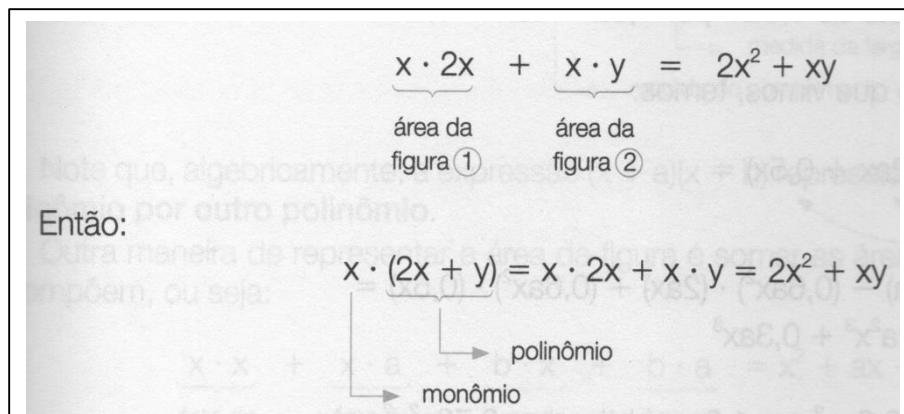 x · 2x + x · y = 2x² + xy
área da área da
figura ① figura ②
Então:
x · (2x + y) = x · 2x + x · y = 2x² + xy
polinômio
monômio